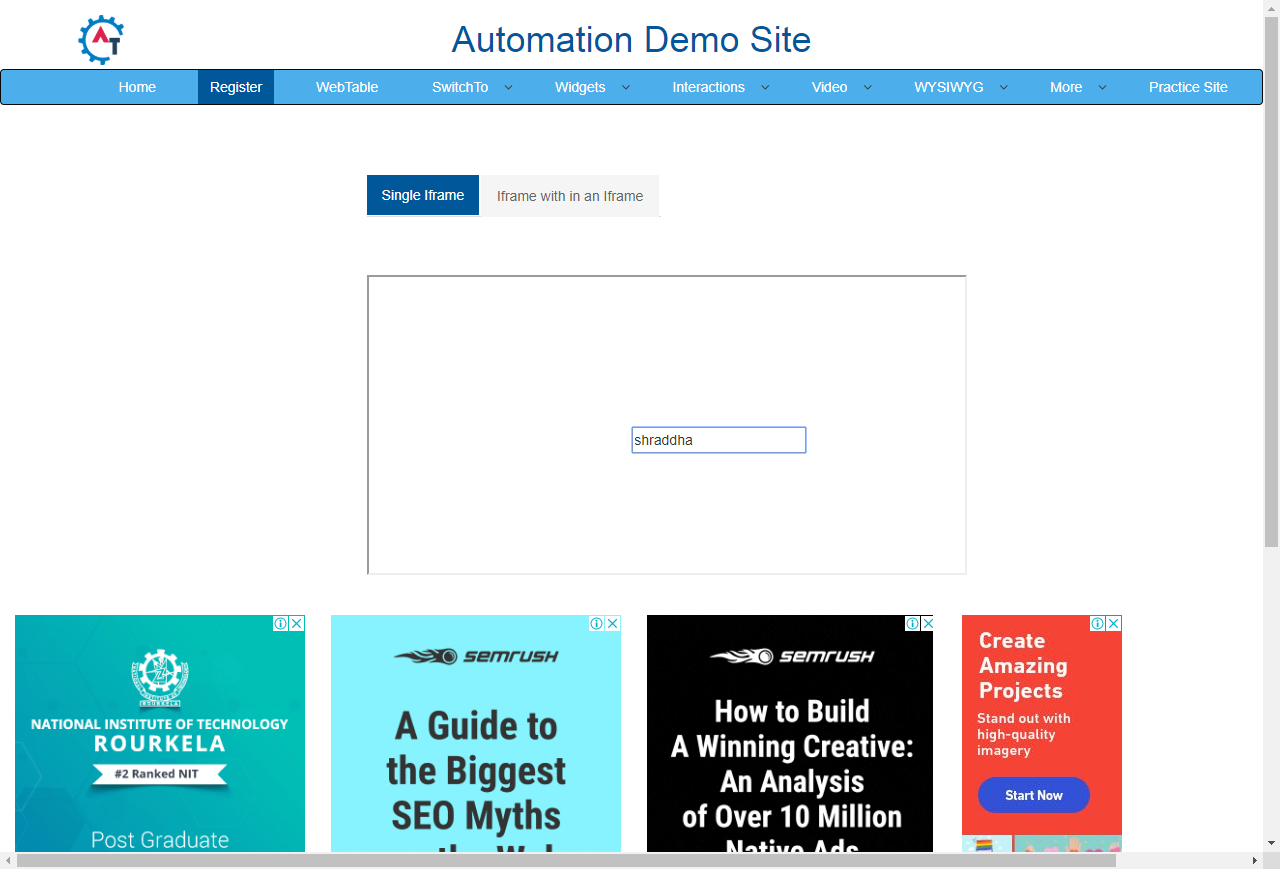 AT
Automation Demo Site
Home Register WebTable SwitchTo Widgets Interactions Video WYSIWYG More Practice Site
Single Iframe Iframe with in an Iframe
shraddha
NATIONAL INSTITUTE OF TECHNOLOGY
ROURKELA
#2 Ranked NIT
Post Graduate
semrush
A Guide to
the Biggest
SEO Myths
semrush
How to Build
A Winning Creative:
An Analysis
of Over 10 Million
Native Ads
Create
Amazing
Projects
Stand out with
high-quality
imagery
Start Now